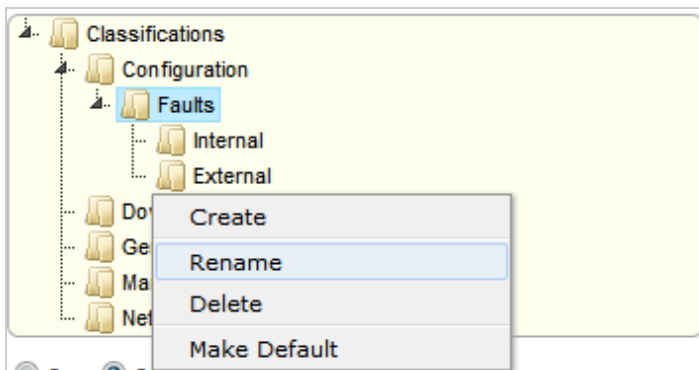 Classifications
Configuration
Faults
Internal
External
Create
Rename
Delete
Make Default